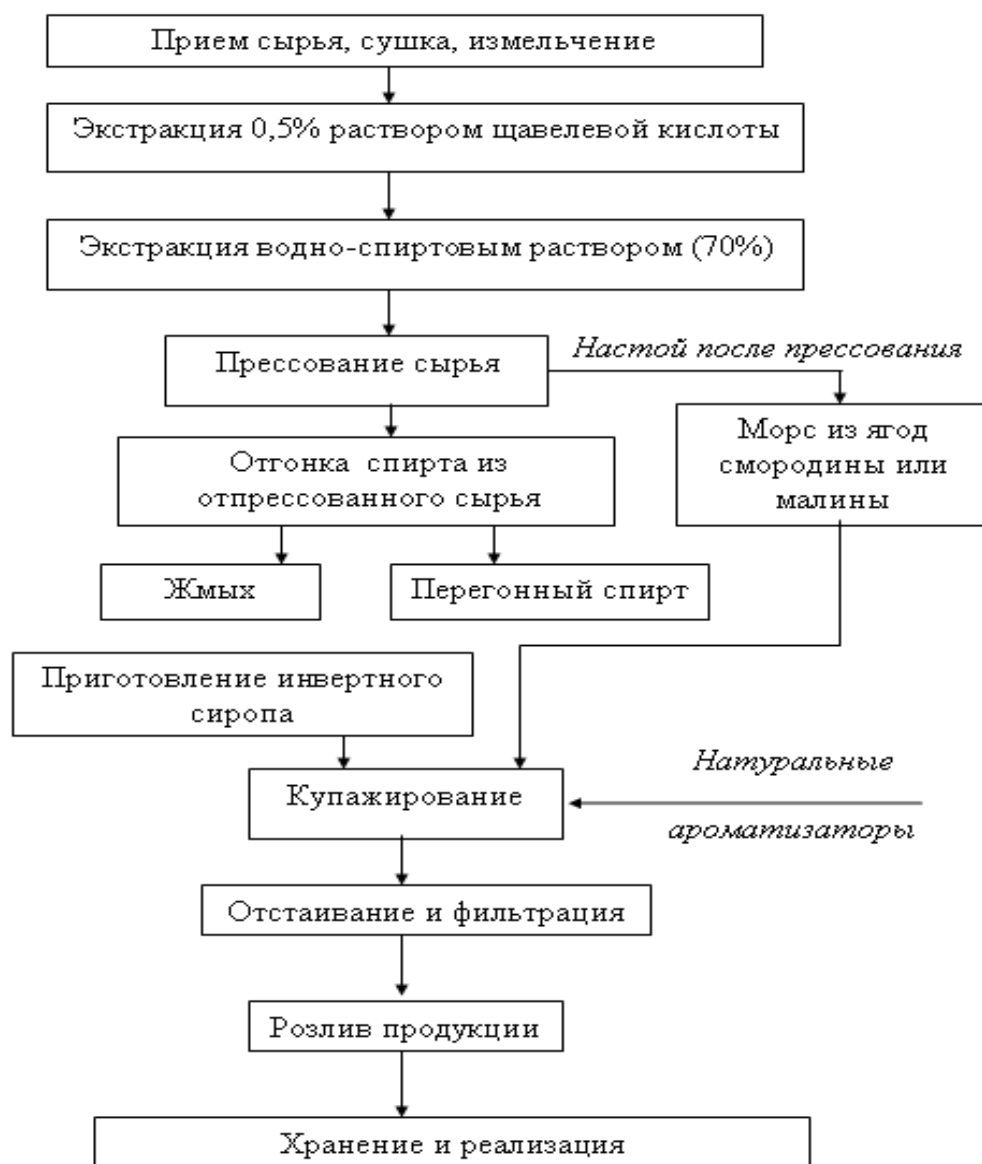 Прием сырья, сушка, измельчение
Экстракция 0,5% раствором щавелевой кислоты
Экстракция водно-спиртовым раствором (70%)
Прессование сырья
Настой после прессования
Морс из ягод
смородины или
малины
Отгонка спирта из
отпрессованного сырья
Жмых
Перегонный спирт
Приготовление инвертного
сиропа
Натуральные
ароматизаторы
Купажирование
Отстаивание и фильтрация
Розлив продукции
Хранение и реализация